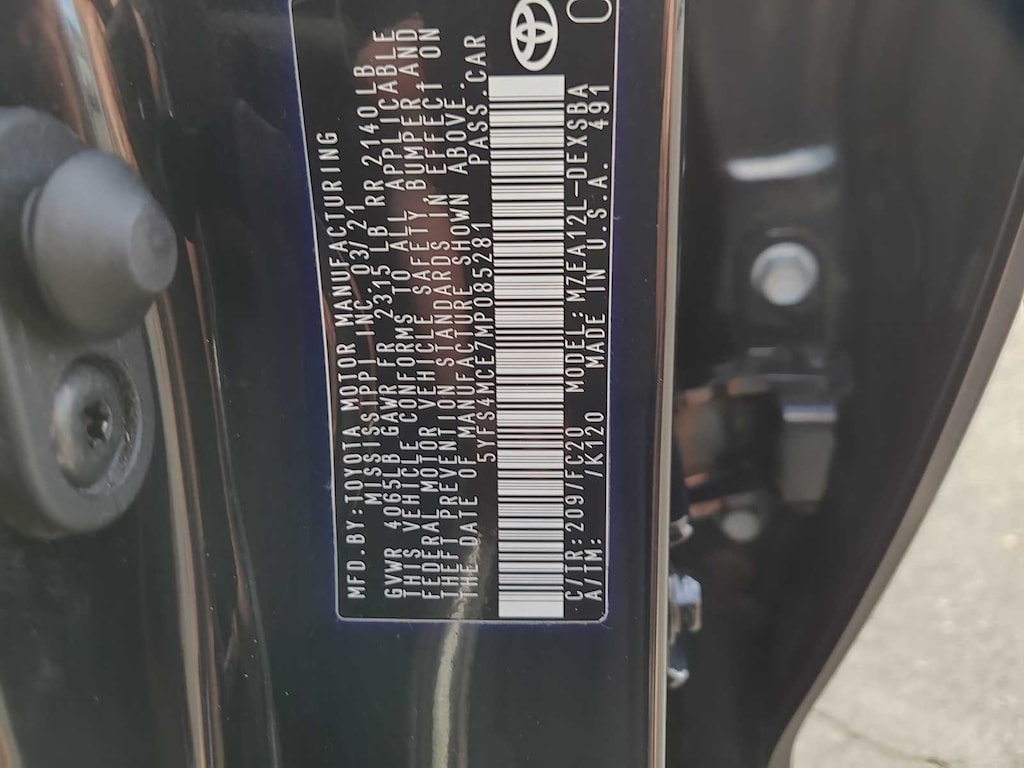 MFD.BY:TOYOTA MOTOR MANUFACTURING
MISSISSIPPI INC. 03/21
GVWR 4065LB GAWR FR 2315 LB RR 2140LB
THIS VEHICLE CONFORMS TO ALL APPLICABLE
FEDERAL MOTOR VEHICLE SAFETY, BUMPER AND
THEFT PREVENTION STANDARDS IN EFFECT ON
THE DATE OF MANUFACTURE SHOWN ABOVE.
5YFS4MCE7MP085281 PASS.CAR
C/TR:209/FC20 MODEL:MZEA12L-DEXSBA
A/TM: /K120 MADE IN U.S.A. 491